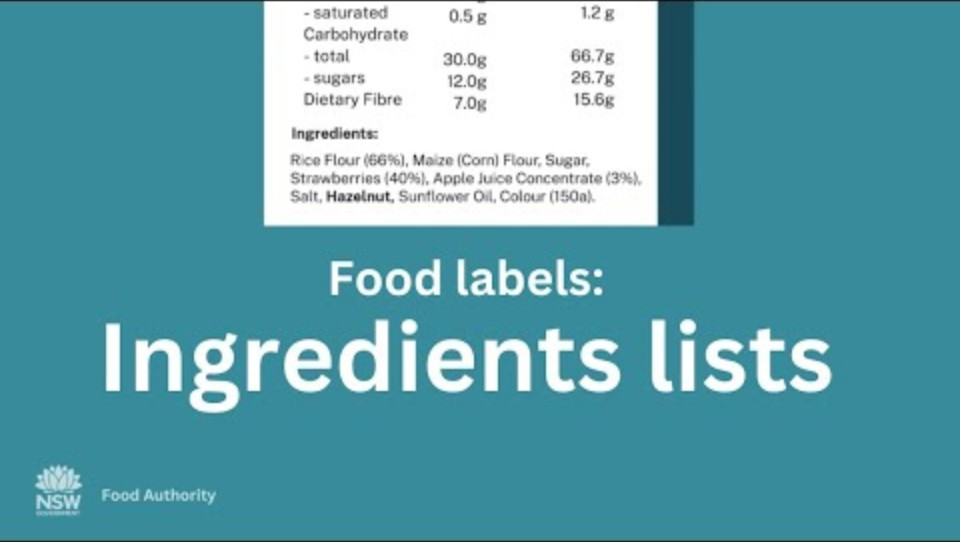 - saturated 0.5 g 1.2 g
Carbohydrate
- total 30.0g 66.7g
- sugars 12.0g 26.7g
Dietary Fibre 7.0g 15.6g
Ingredients:
Rice Flour (66%), Maize (Corn) Flour, Sugar,
Strawberries (40%), Apple Juice Concentrate (3%),
Salt, Hazelnut, Sunflower Oil, Colour (150a).
Food labels:
Ingredients lists
NSW
GOVERNMENT
Food Authority